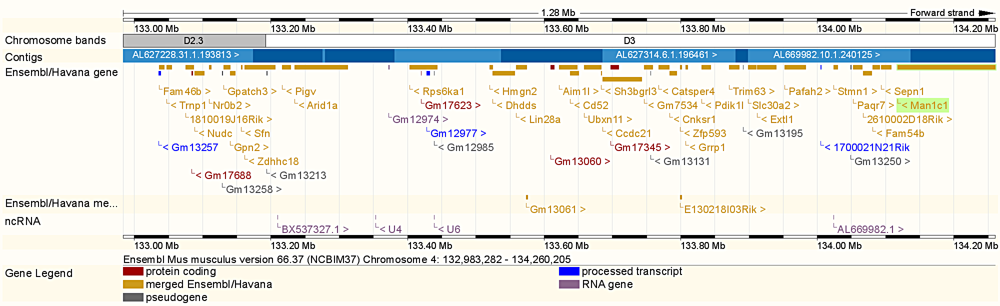 1.28 Mb Forward strand
133.00 Mb 133.20 Mb 133.40 Mb 133.60 Mb 133.80 Mb 134.00 Mb 134.20 Mb
Chromosome bands D2.3 D3
Contigs AL627228.31.1.193813 > AL627314.6.1.196461 > AL669982.10.1.240125 >
Ensembl/Havana gene
Fam46b > Gpatch3 > < Pigv < Rps6ka1 < Hmgn2 Aim1l > < Sh3bgrl3 < Catsper4 Trim63 > Pafah2 > Stmn1 > < Sepn1
< Trnp1 Nr0b2 > < Arid1a Gm17623 > < Dhdds < Cd52 < Gm7534 < Pdik1l Slc30a2 > Paqr7 > < Man1c1
1810019J16Rik > Gm12974 > < Lin28a Ubxn11 > < Cnksr1 < Extl1 2610002D18Rik >
< Nudc < Sfn Gm12977 > < Ccdc21 < Zfp593 < Gm13195 < Fam54b
< Gm13257 Gpn2 > < Gm12985 Gm17345 > < Grrp1 < 1700021N21Rik
< Zdhhc18 Gm13060 > < Gm13131 Gm13250 >
< Gm17688 < Gm13213
Gm13258 >
Ensembl/Havana me... Gm13061 > E130218I03Rik >
ncRNA
BX537327.1 > < U4 < U6 AL669982.1 >
133.00 Mb 133.20 Mb 133.40 Mb 133.60 Mb 133.80 Mb 134.00 Mb 134.20 Mb
Ensembl Mus musculus version 66.37 (NCBIM37) Chromosome 4: 132,983,282 - 134,260,205
Gene Legend protein coding processed transcript
merged Ensembl/Havana RNA gene
pseudogene